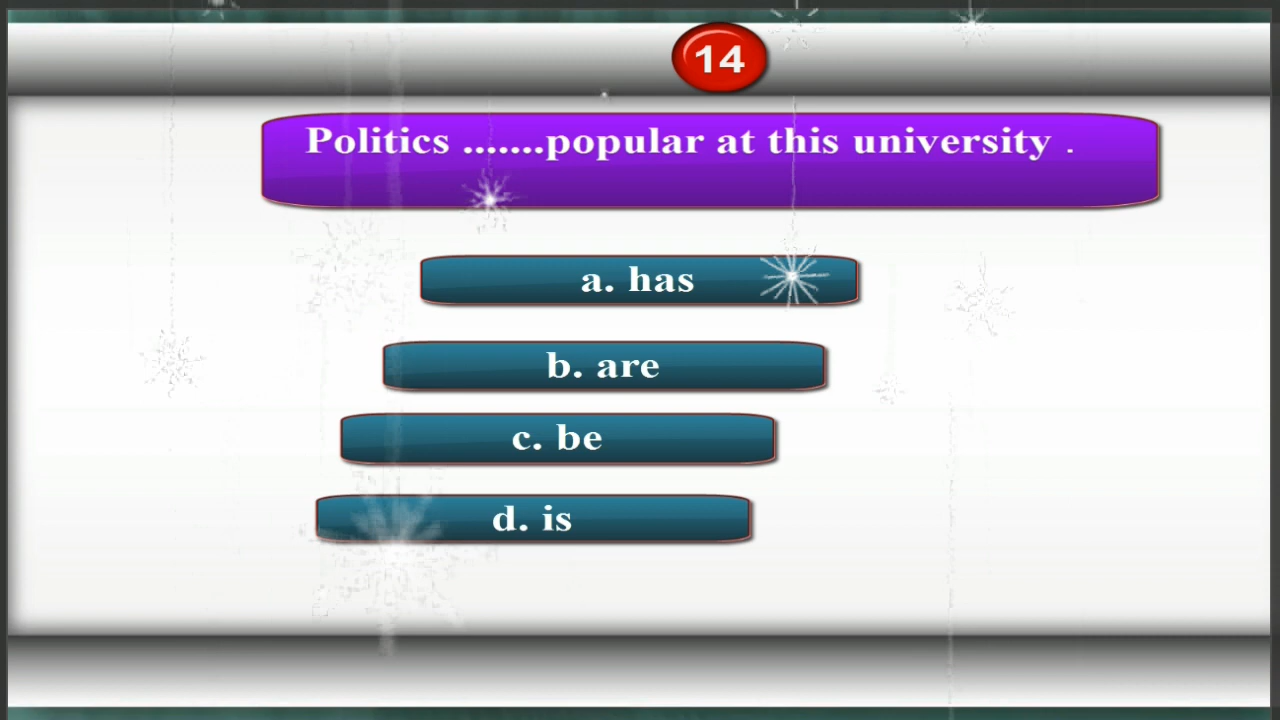 14
Politics .......popular at this university .
a. has
b. are
c. be
d. is